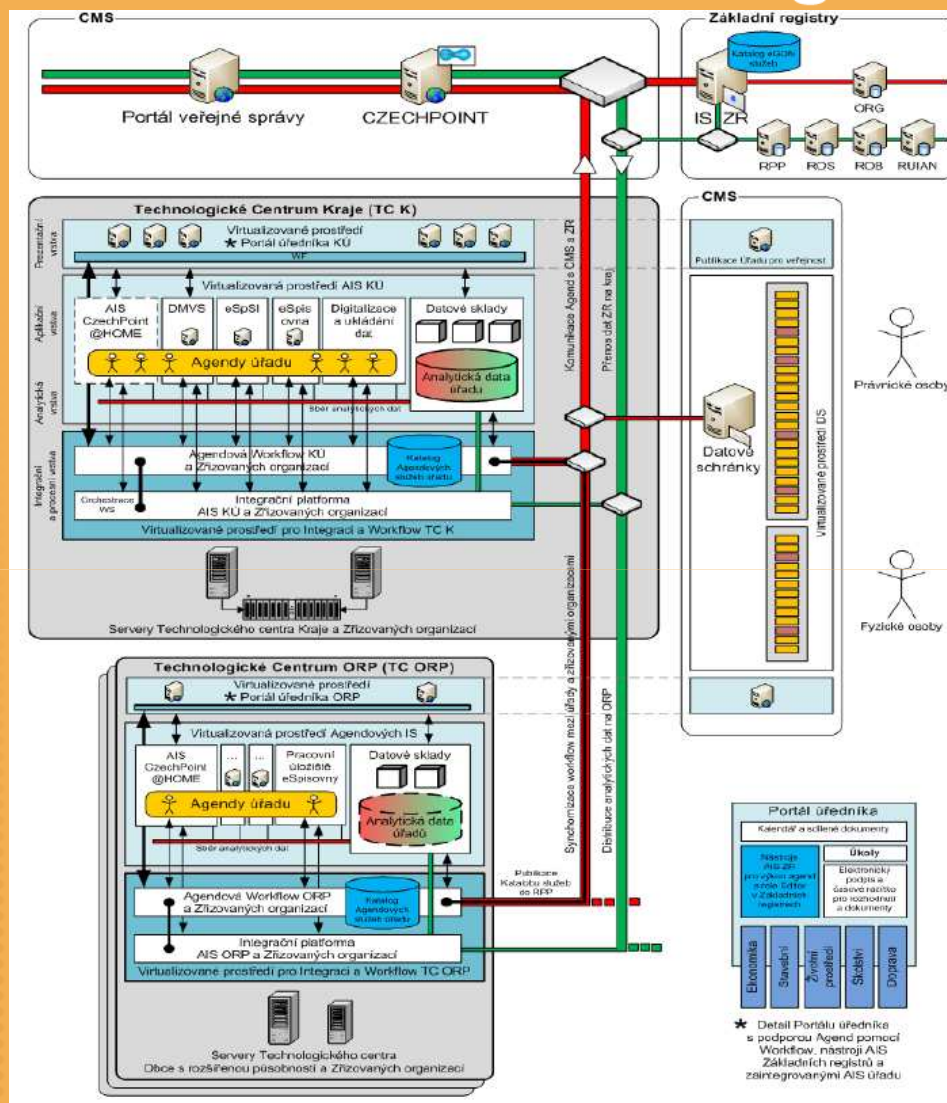 CMS
Základní registry
Katalog eGON
služeb
Portál veřejné správy
CZECHPOINT
IS ZR
ORG
RPP
ROS
ROB
RUIAN
Technologické Centrum Kraje (TC K)
Prezentační
vrstva
Virtualizované prostředí
* Portál úředníka KÚ
WF
Aplikační
vrstva
Virtualizovaná prostředí AIS KÚ
AIS
CzechPoint
@HOME
DMVS
eSpSl
eSpis
ovna
Digitalizace
a ukládání
dat
Datové sklady
Agendy úřadu
Analytická
vrstva
Analytická data
úřadu
Sběr analytických dat
Integrační
a procesní vrstva
Agendová Workflow KÚ
a Zřizovaných organizací
Katalog
Agendových
služeb úřadu
Orchestrace
WS
Integrační platforma
AIS KÚ a Zřizovaných organizací
Virtualizované prostředí pro Integraci a Workflow TC K
Servery Technologického centra Kraje a Zřizovaných organizací
Komunikace Agend s CMS a ZR
Přenos dat ZR na kraj
CMS
Publikace Úřadu pro veřejnost
Datové
schránky
Virtualizované prostředí DS
Právnické osoby
Fyzické osoby
Synchronizace workflow mezi úřady a zřizovanými organizacemi
Distribuce analytických dat na ORP
Technologické Centrum ORP (TC ORP)
Virtualizované prostředí
* Portál úředníka ORP
Virtualizované prostředí Agendových IS
AIS
CzechPoint
@HOME
...
...
Pracovní
úložiště
eSpisovny
Datové sklady
Agendy úřadu
Analytická data
úřadů
Sběr analytických dat
Publikace
Katalogu služeb
do RPP
Agendová Workflow ORP
a Zřizovaných organizací
Katalog
Agendových
služeb úřadu
Integrační platforma
AIS ORP a Zřizovaných organizací
Virtualizované prostředí pro Integraci a Workflow TC ORP
Servery Technologického centra
Obce s rozšířenou působností a Zřizovaných organizací
Portál úředníka
Kalendář a sdílené dokumenty
Nástroje
AIS ZR
pro výkon agend
a role Editor
v Základních
registrech
Úkoly
Elektronický
podpis a
časové razítko
pro rozhodnutí
a dokumenty
Ekonomika
Stavební
Životní
prostředí
Školství
Doprava
* Detail Portálu úředníka
s podporou Agend pomocí
Workflow, nástroji AIS
Základních registrů a
zaintegrovanými AIS úřadu